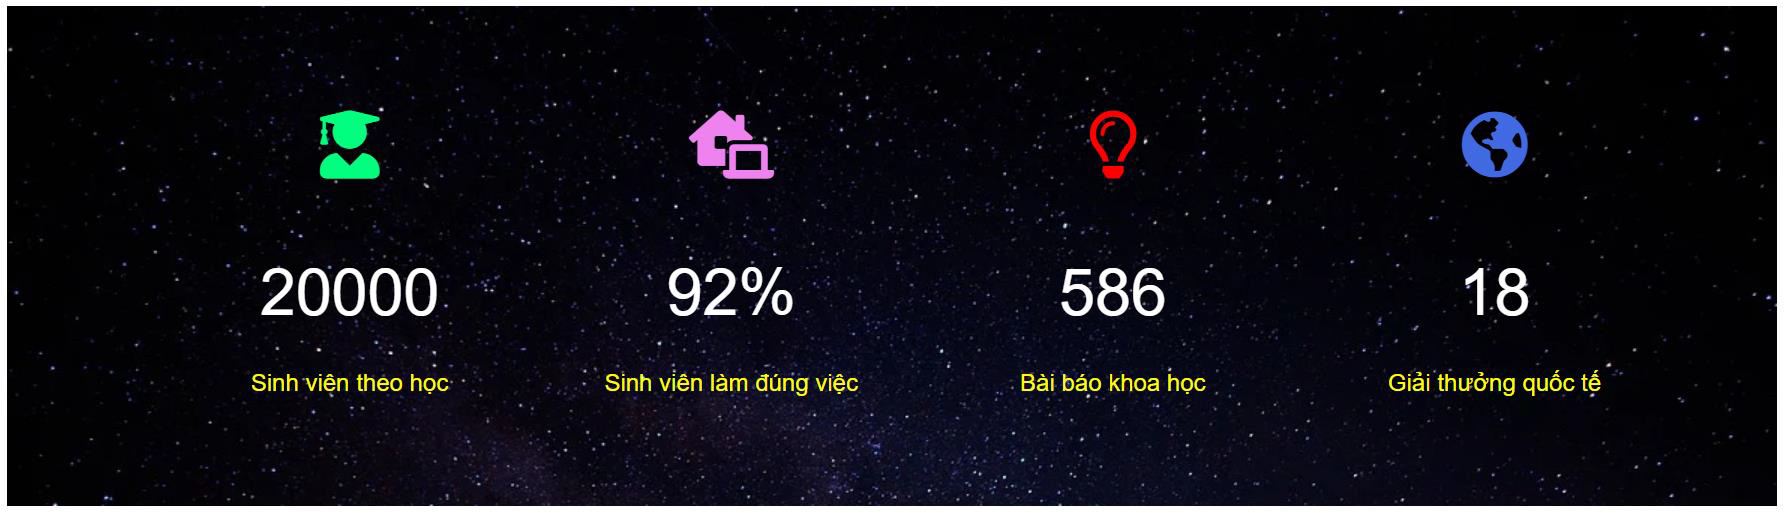 20000
92%
586
18
Sinh viên theo học
Sinh viên làm đúng việc
Bài báo khoa học
Giải thưởng quốc tế